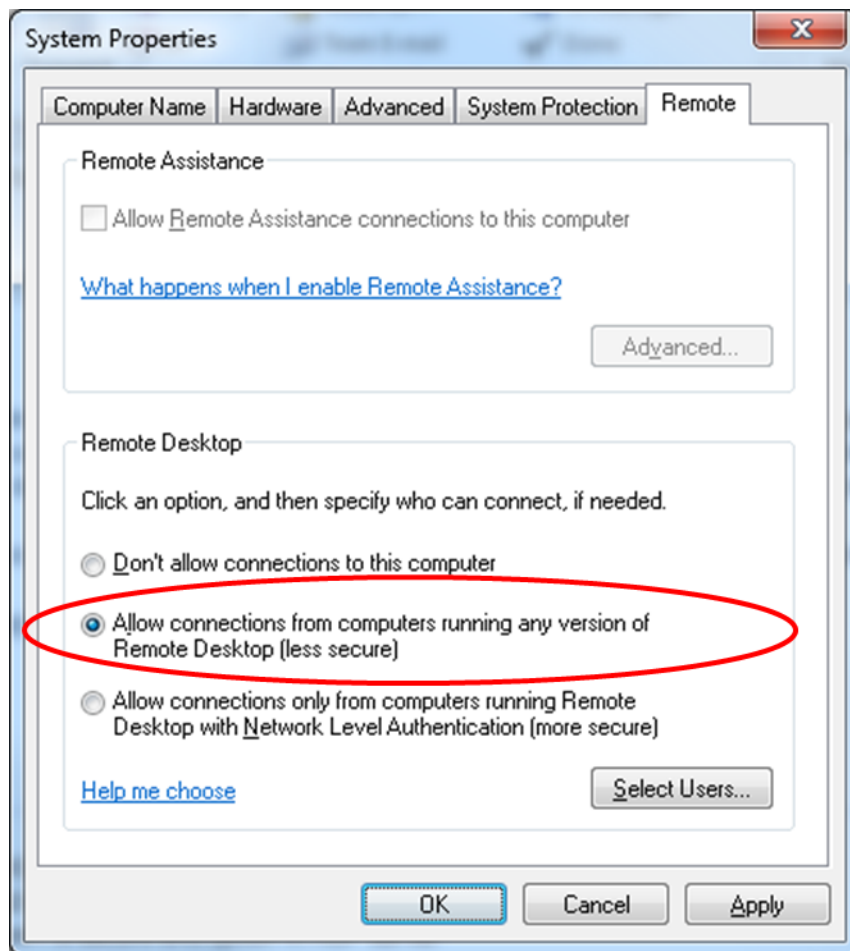 System Properties
Computer Name Hardware Advanced System Protection Remote
Remote Assistance
Allow Remote Assistance connections to this computer
What happens when I enable Remote Assistance?
Advanced...
Remote Desktop
Click an option, and then specify who can connect, if needed.
Don't allow connections to this computer
Allow connections from computers running any version of
Remote Desktop (less secure)
Allow connections only from computers running Remote
Desktop with Network Level Authentication (more secure)
Help me choose
Select Users...
OK Cancel Apply